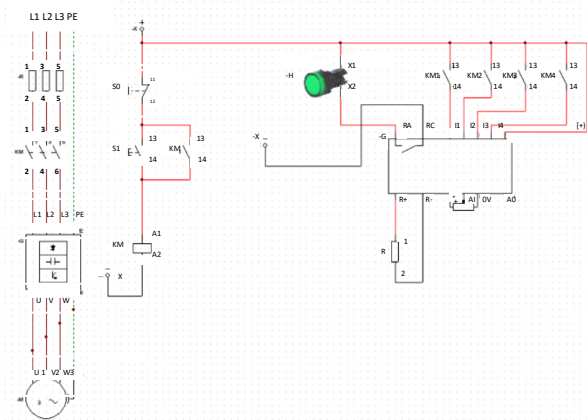 L1 L2 L3 PE
+
-X
1 3 5
2 4 5
1 3 5
KM
2 4 6
L1 L2 L3 PE
U V W
U 1 V2 W3
S0
11
12
S1
13
14
KM
13
14
KM
A1
A2
X
-H
X1
X2
-X
KM1
13
14
KM2
13
14
KM3
13
14
KM4
13
14
-G
RA RC I1 I2 I3 I4
(+)
R+ R- + AI 0V A0
R
1
2